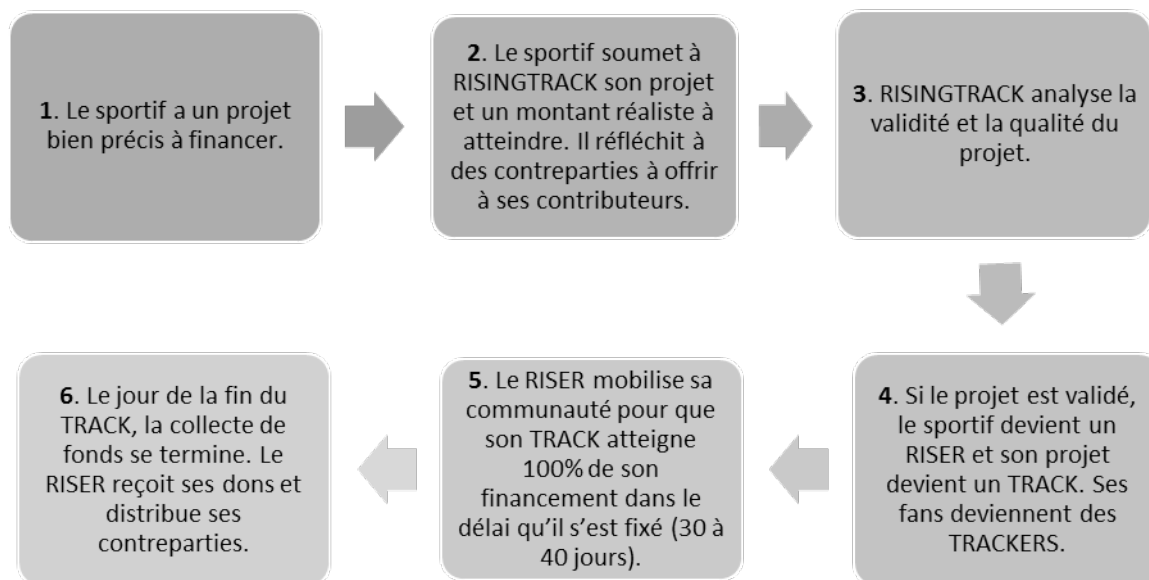 1. Le sportif a un projet
bien précis à financer.
2. Le sportif soumet à
RISINGTRACK son projet
et un montant réaliste à
atteindre. Il réfléchit à
des contreparties à offrir
à ses contributeurs.
3. RISINGTRACK analyse la
validité et la qualité du
projet.
4. Si le projet est validé,
le sportif devient un
RISER et son projet
devient un TRACK. Ses
fans deviennent des
TRACKERS.
5. Le RISER mobilise sa
communauté pour que
son TRACK atteigne
100% de son
financement dans le
délai qu’il s’est fixé (30 à
40 jours).
6. Le jour de la fin du
TRACK, la collecte de
fonds se termine. Le
RISER reçoit ses dons et
distribue ses
contreparties.